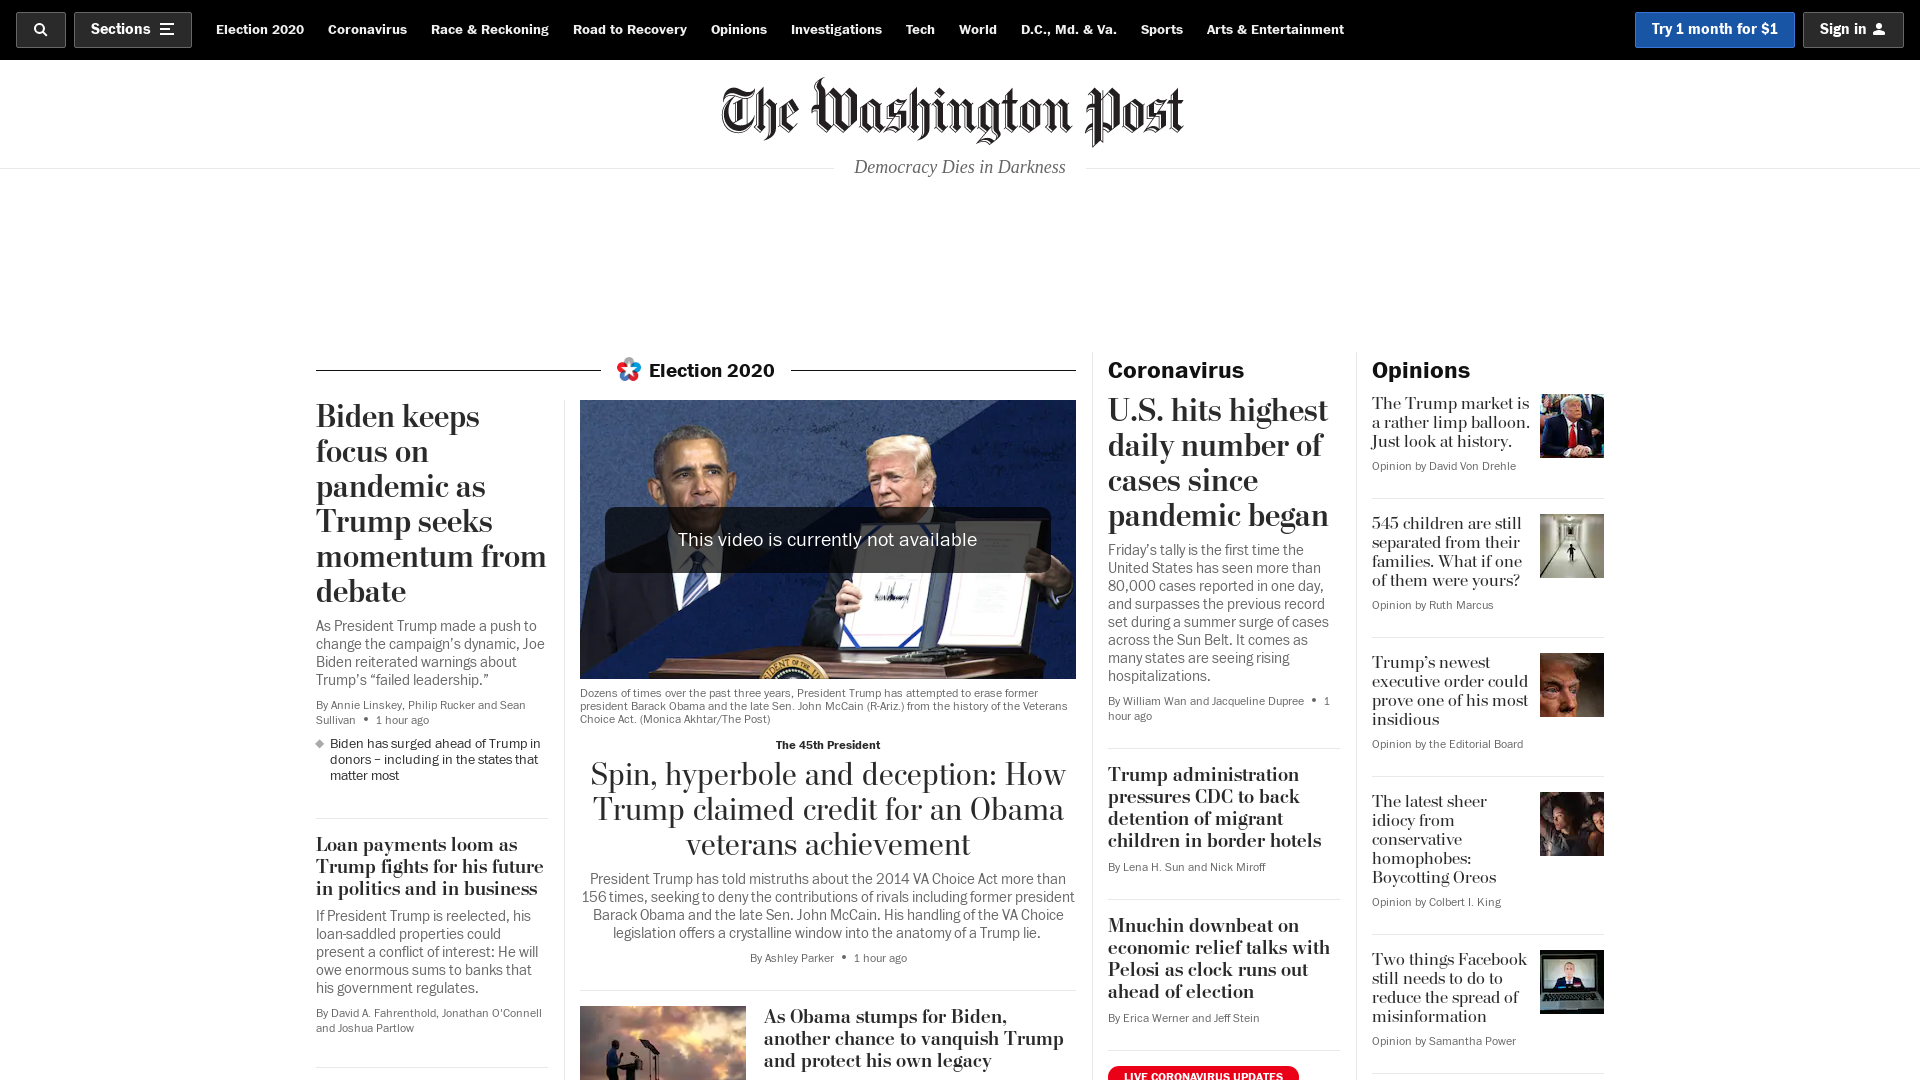 Sections
Election 2020
Coronavirus
Race & Reckoning
Road to Recovery
Opinions
Investigations
Tech
World
D.C., Md. & Va.
Sports
Arts & Entertainment
Try 1 month for $1
Sign in
The Washington Post
Democracy Dies in Darkness
Election 2020
Biden keeps
focus on
pandemic as
Trump seeks
momentum from
debate
As President Trump made a push to
change the campaign’s dynamic, Joe
Biden reiterated warnings about
Trump’s “failed leadership.”
By Annie Linskey, Philip Rucker and Sean
Sullivan • 1 hour ago
Biden has surged ahead of Trump in
donors – including in the states that
matter most
Loan payments loom as
Trump fights for his future
in politics and in business
If President Trump is reelected, his
loan-saddled properties could
present a conflict of interest: He will
owe enormous sums to banks that
his government regulates.
By David A. Fahrenthold, Jonathan O'Connell
and Joshua Partlow
This video is currently not available
Dozens of times over the past three years, President Trump has attempted to erase former
president Barack Obama and the late Sen. John McCain (R-Ariz.) from the history of the Veterans
Choice Act. (Monica Akhtar/The Post)
The 45th President
Spin, hyperbole and deception: How
Trump claimed credit for an Obama
veterans achievement
President Trump has told mistruths about the 2014 VA Choice Act more than
156 times, seeking to deny the contributions of rivals including former president
Barack Obama and the late Sen. John McCain. His handling of the VA Choice
legislation offers a crystalline window into the anatomy of a Trump lie.
By Ashley Parker • 1 hour ago
As Obama stumps for Biden,
another chance to vanquish Trump
and protect his own legacy
Coronavirus
U.S. hits highest
daily number of
cases since
pandemic began
Friday’s tally is the first time the
United States has seen more than
80,000 cases reported in one day,
and surpasses the previous record
set during a summer surge of cases
across the Sun Belt. It comes as
many states are seeing rising
hospitalizations.
By William Wan and Jacqueline Dupree • 1
hour ago
Trump administration
pressures CDC to back
detention of migrant
children in border hotels
By Lena H. Sun and Nick Miroff
Mnuchin downbeat on
economic relief talks with
Pelosi as clock runs out
ahead of election
By Erica Werner and Jeff Stein
LIVE CORONAVIRUS UPDATES
Opinions
The Trump market is
a rather limp balloon.
Just look at history.
Opinion by David Von Drehle
545 children are still
separated from their
families. What if one
of them were yours?
Opinion by Ruth Marcus
Trump’s newest
executive order could
prove one of his most
insidious
Opinion by the Editorial Board
The latest sheer
idiocy from
conservative
homophobes:
Boycotting Oreos
Opinion by Colbert I. King
Two things Facebook
still needs to do to
reduce the spread of
misinformation
Opinion by Samantha Power